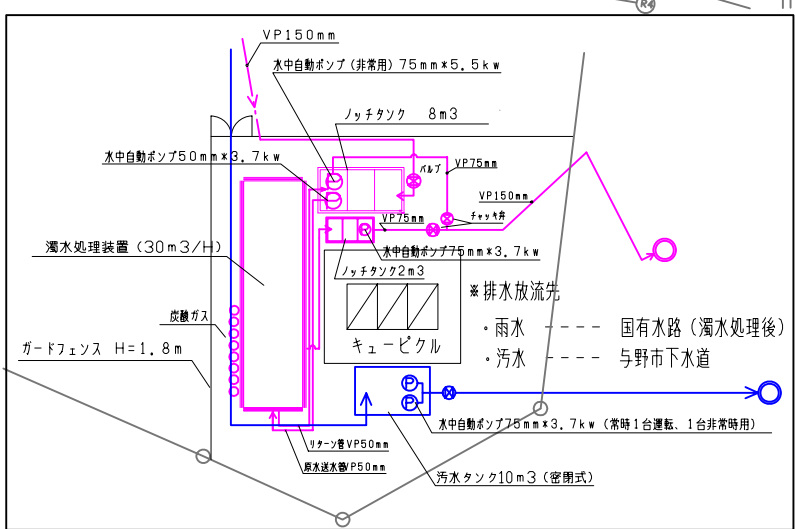 R4
VP150mm
水中自動ポンプ（非常用）75mm*5.5kw
ノッチタンク 8m3
水中自動ポンプ50mm*3.7kw
バルブ
VP75mm
VP150mm
VP75mm
チャッキ弁
濁水処理装置（30m3/H）
水中自動ポンプ75mm*3.7kw
ノッチタンク2m3
※排水放流先
・雨水 ---- 国有水路（濁水処理後）
・汚水 ---- 与野市下水道
炭酸ガス
キュービクル
ガードフェンス H=1.8m
P
P
水中自動ポンプ75mm*3.7kw（常時1台運転、1台非常時用）
リターン管VP50mm
原水送水管VP50mm
汚水タンク10m3（密閉式）